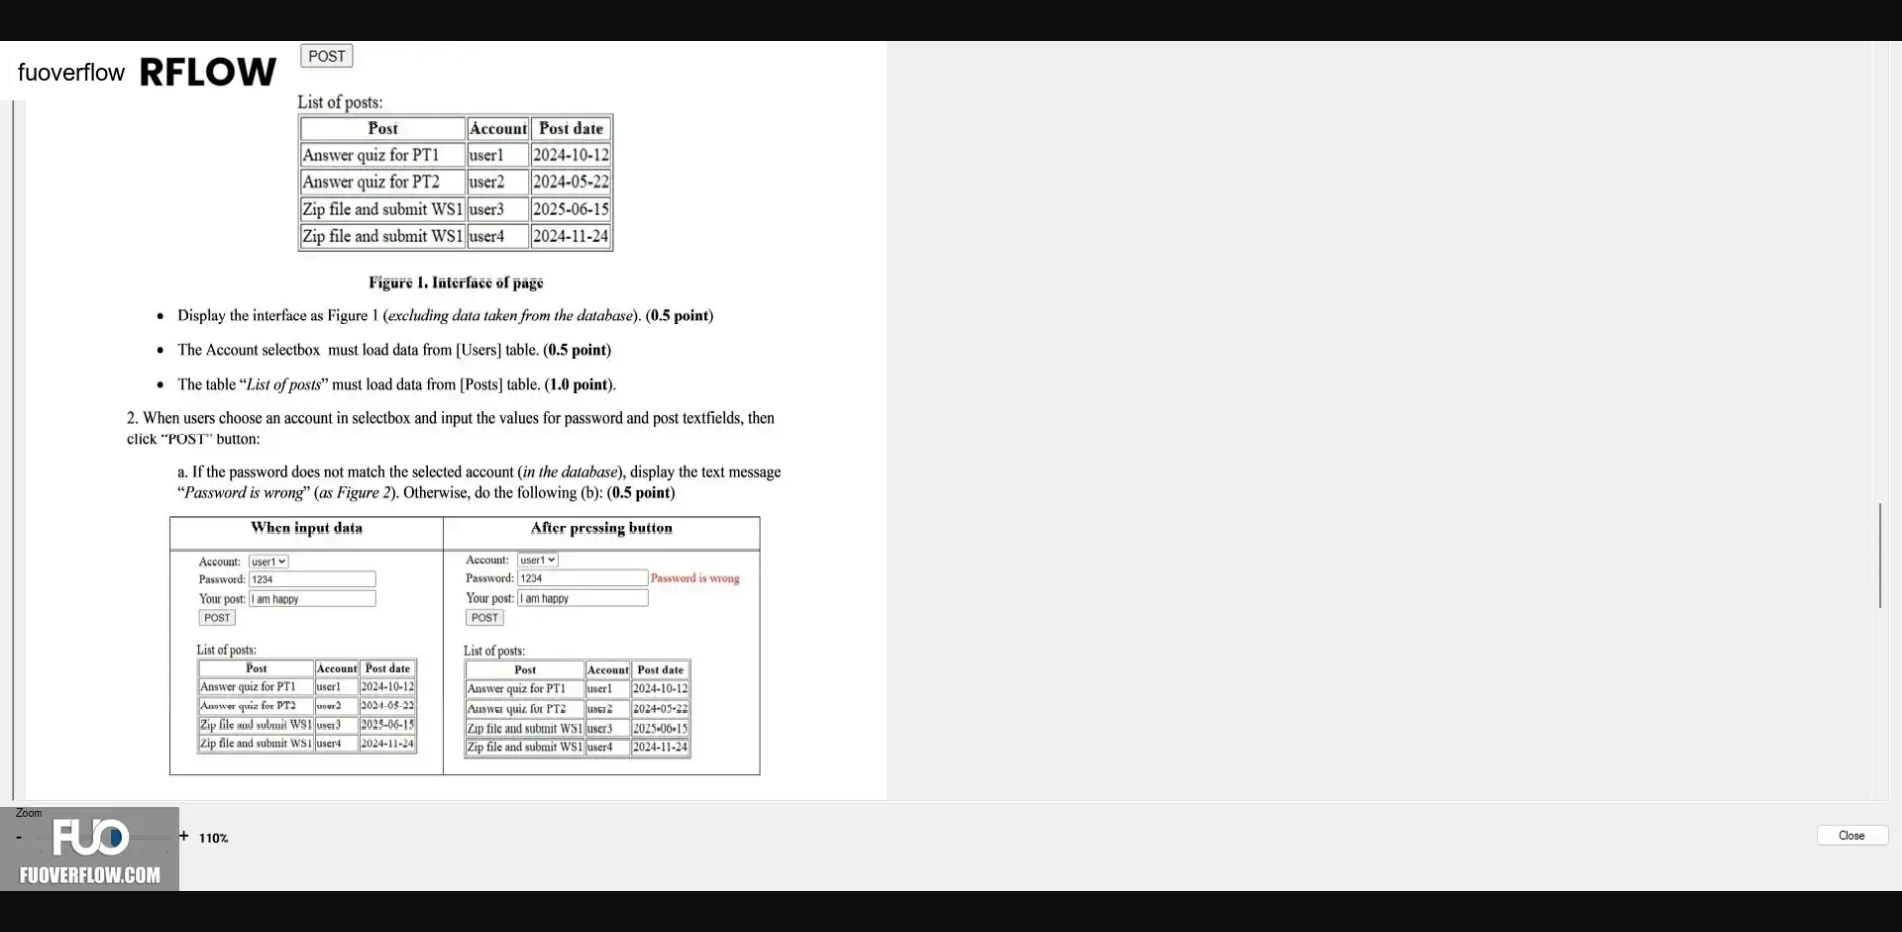 POST
fuoverflow RFLOW
List of posts:
Post Account Post date
Answer quiz for PT1 user1 2024-10-12
Answer quiz for PT2 user2 2024-05-22
Zip file and submit WS1 user3 2025-06-15
Zip file and submit WS1 user4 2024-11-24
Figure 1. Interface of page
• Display the interface as Figure 1 (excluding data taken from the database). (0.5 point)
• The Account selectbox must load data from [Users] table. (0.5 point)
• The table “List of posts” must load data from [Posts] table. (1.0 point).
2. When users choose an account in selectbox and input the values for password and post textfields, then
click “POST” button:
a. If the password does not match the selected account (in the database), display the text message
“Password is wrong” (as Figure 2). Otherwise, do the following (b): (0.5 point)
When input data
Account: user1
Password: 1234
Your post: I am happy
POST
List of posts:
Post Account Post date
Answer quiz for PT1 user1 2024-10-12
Answer quiz for PT2 user2 2024-05-22
Zip file and submit WS1 user3 2025-06-15
Zip file and submit WS1 user4 2024-11-24
After pressing button
Account: user1
Password: 1234 Password is wrong
Your post: I am happy
POST
List of posts:
Post Account Post date
Answer quiz for PT1 user1 2024-10-12
Answer quiz for PT2 user2 2024-05-22
Zip file and submit WS1 user3 2025-06-15
Zip file and submit WS1 user4 2024-11-24
Zoom
- + 110%
FUO
FUOVERFLOW.COM
Close